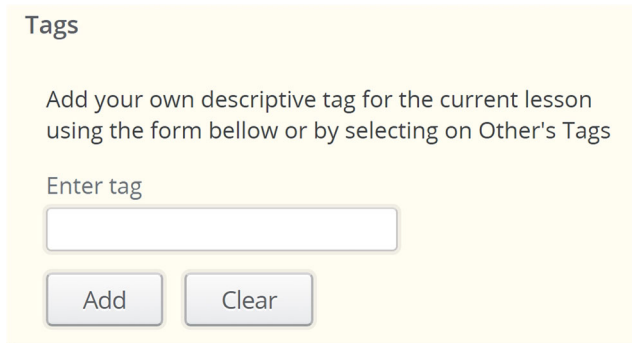 Tags
Add your own descriptive tag for the current lesson
using the form bellow or by selecting on Other's Tags
Enter tag
Add Clear